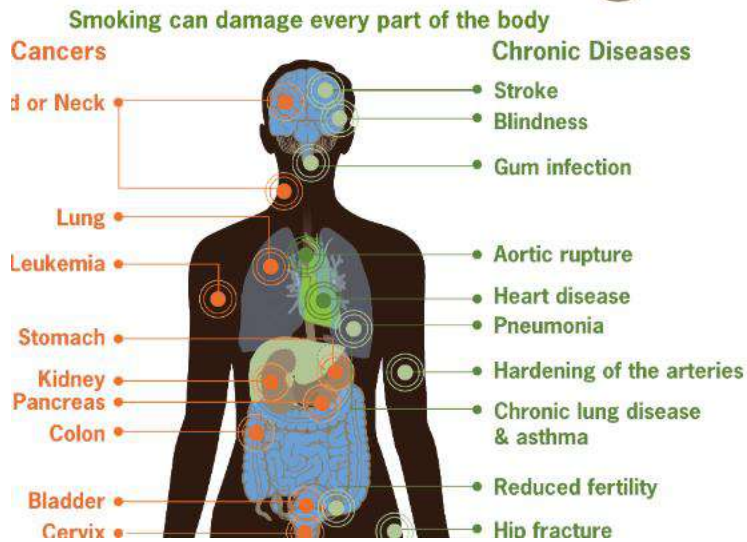 Smoking can damage every part of the body
Cancers
d or Neck
Lung
Leukemia
Stomach
Kidney
Pancreas
Colon
Bladder
Cervix
Chronic Diseases
Stroke
Blindness
Gum infection
Aortic rupture
Heart disease
Pneumonia
Hardening of the arteries
Chronic lung disease
& asthma
Reduced fertility
Hip fracture